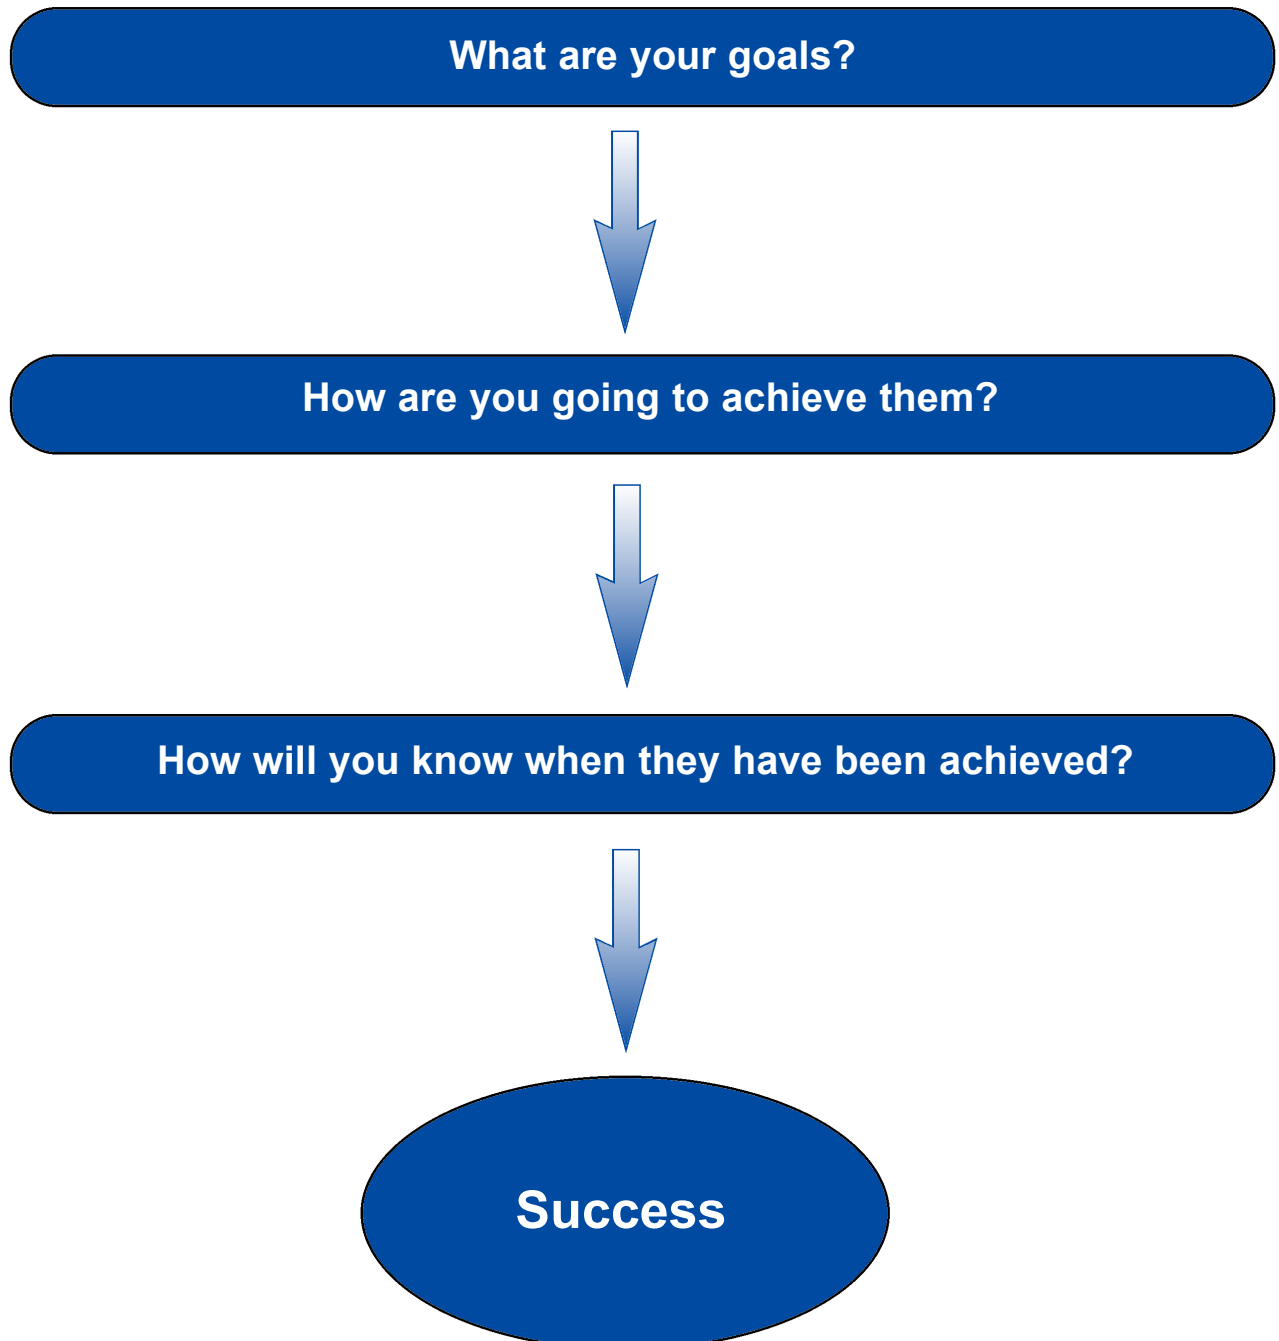 What are your goals?
How are you going to achieve them?
How will you know when they have been achieved?
Success